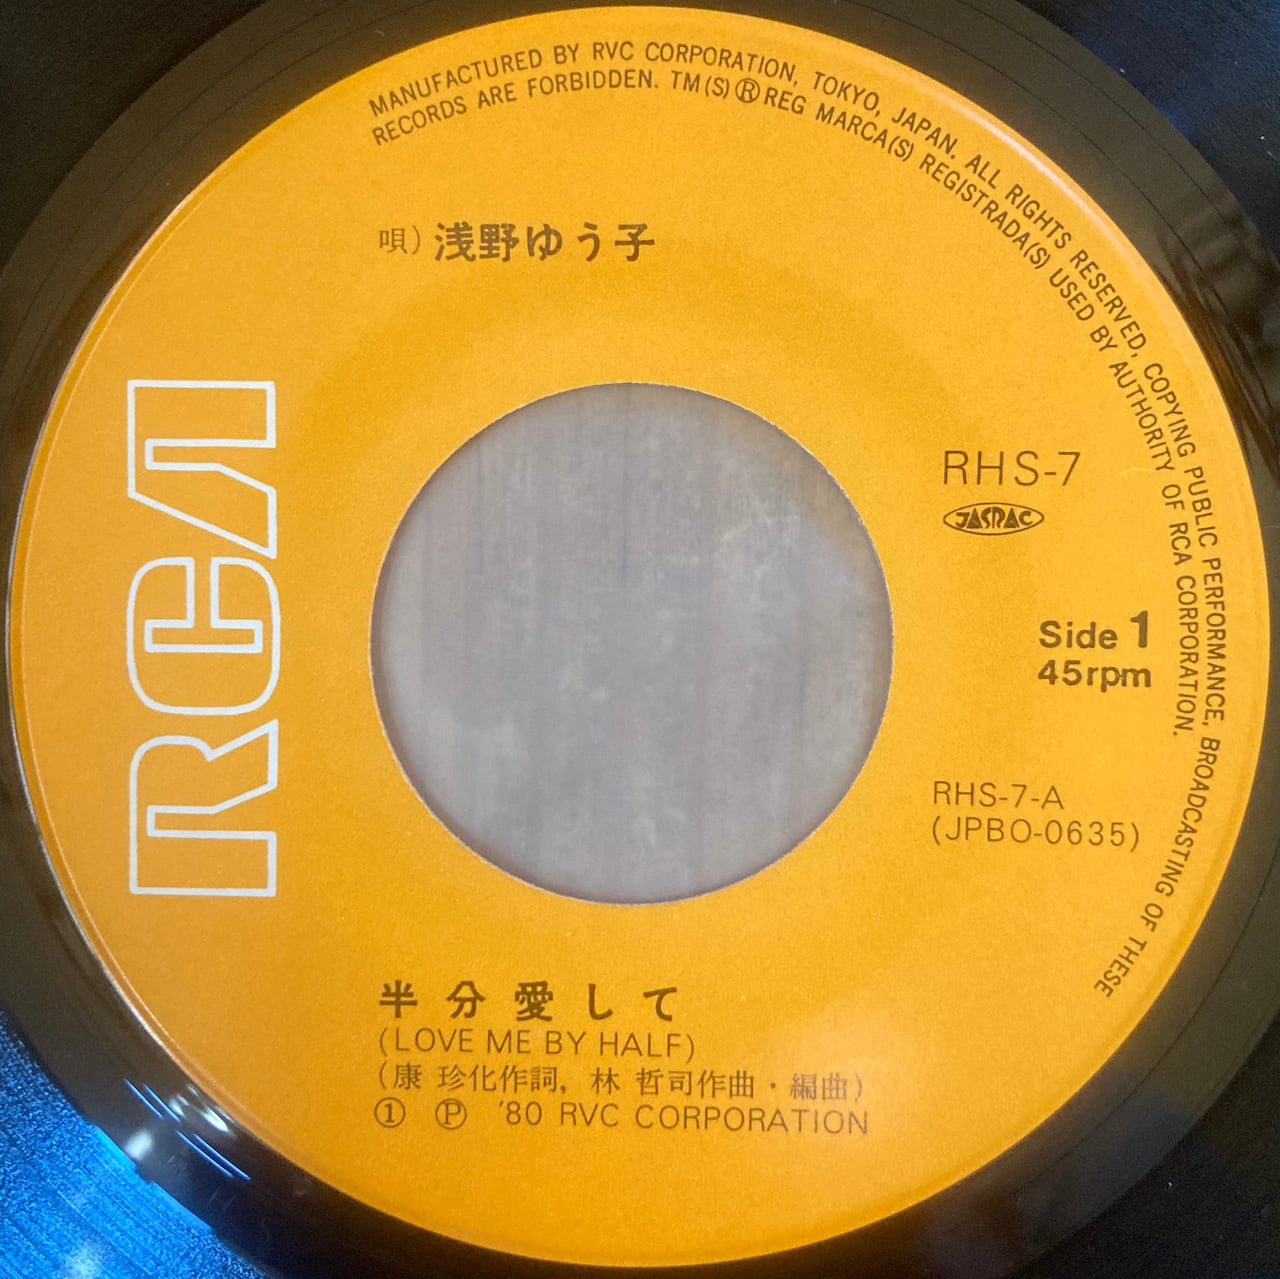 MANUFACTURED BY RVC CORPORATION, TOKYO, JAPAN. ALL RIGHTS RESERVED, COPYING PUBLIC PERFORMANCE, BROADCASTING OF THESE
RECORDS ARE FORBIDDEN. TM(S)®REG MARCA(S) REGISTRADA(S) USED BY AUTHORITY OF RCA CORPORATION.
唄) 浅野ゆう子
RCA
RHS-7
JASRAC
Side 1
45rpm
RHS-7-A
(JPBO-0635)
半分愛して
(LOVE ME BY HALF)
(康 珍化作詞, 林 哲司作曲・編曲)
① Ⓟ '80 RVC CORPORATION